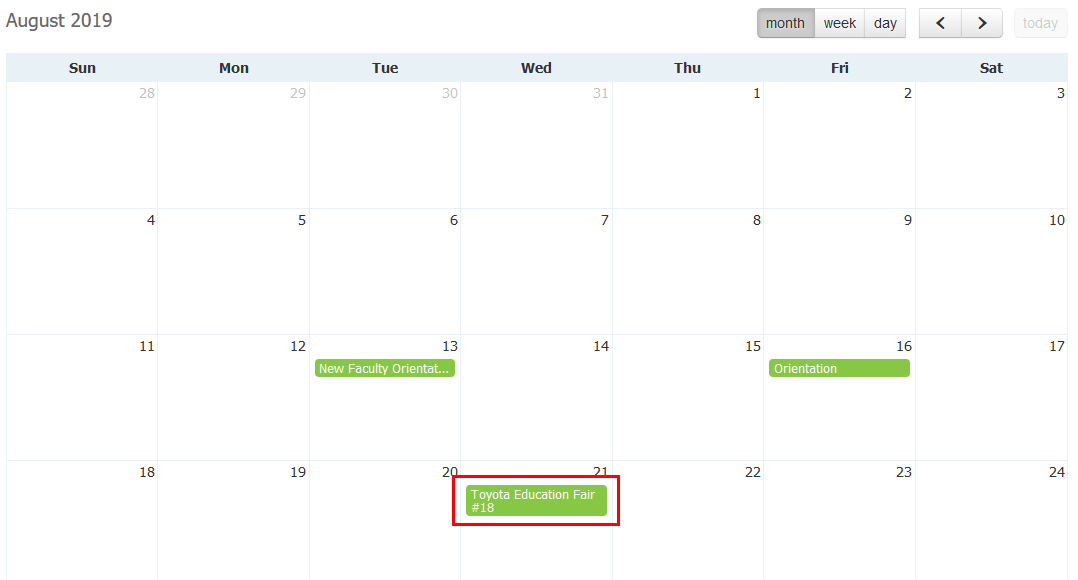 August 2019
month week day < > today
Sun Mon Tue Wed Thu Fri Sat
28 29 30 31 1 2 3
4 5 6 7 8 9 10
11 12 13 14 15 16 17
New Faculty Orientat... Orientation
18 19 20 21 22 23 24
Toyota Education Fair
#18